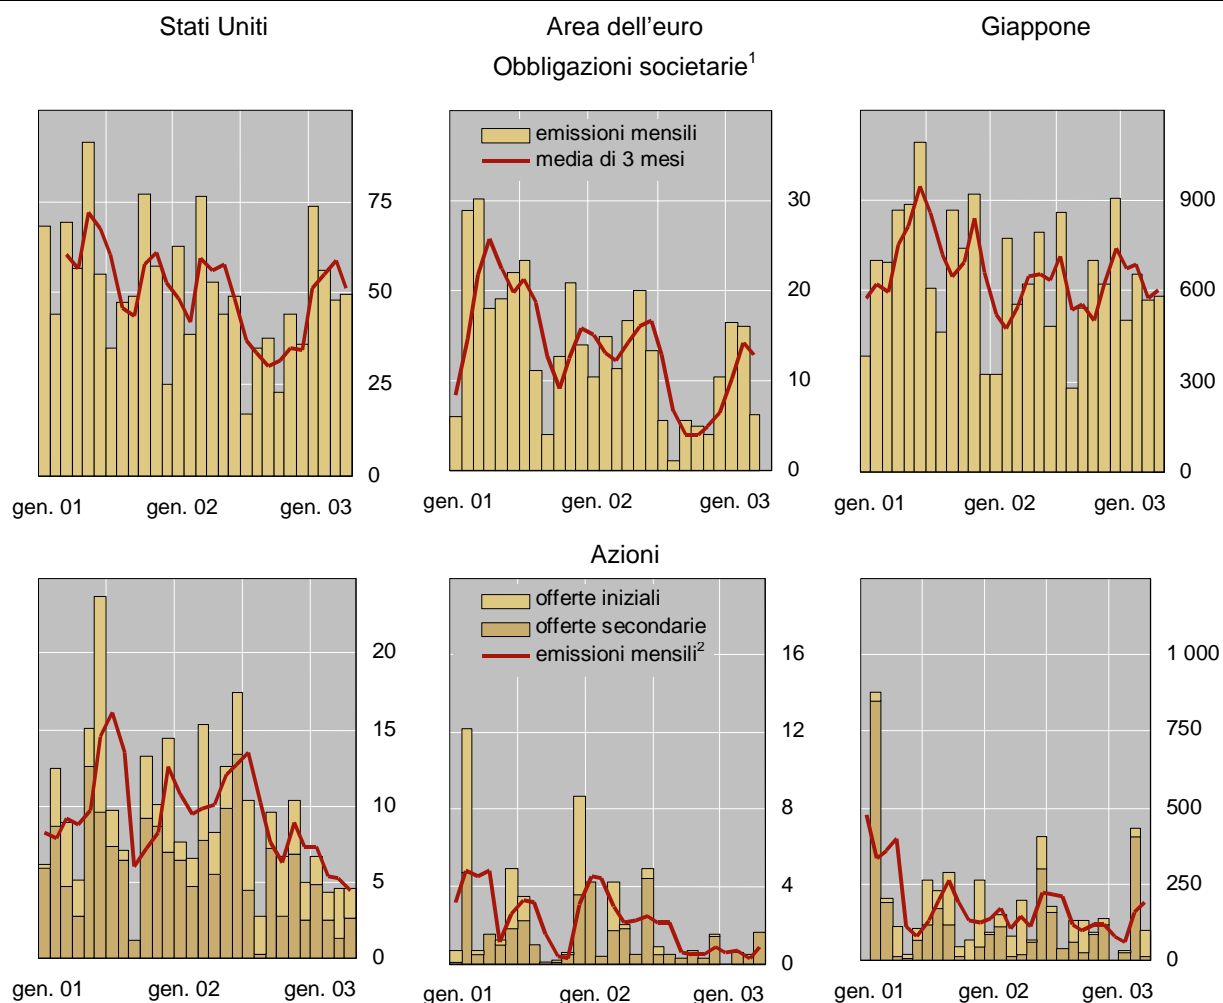 Stati Uniti
Area dell'euro
Giappone
Obbligazioni societarie¹
emissioni mensili
media di 3 mesi
75
50
25
0
30
20
10
0
900
600
300
0
gen. 01 gen. 02 gen. 03
gen. 01 gen. 02 gen. 03
gen. 01 gen. 02 gen. 03
Azioni
offerte iniziali
offerte secondarie
emissioni mensili²
20
15
10
5
0
16
12
8
4
0
1 000
750
500
250
0
gen. 01 gen. 02 gen. 03
gen. 01 gen. 02 gen. 03
gen. 01 gen. 02 gen. 03